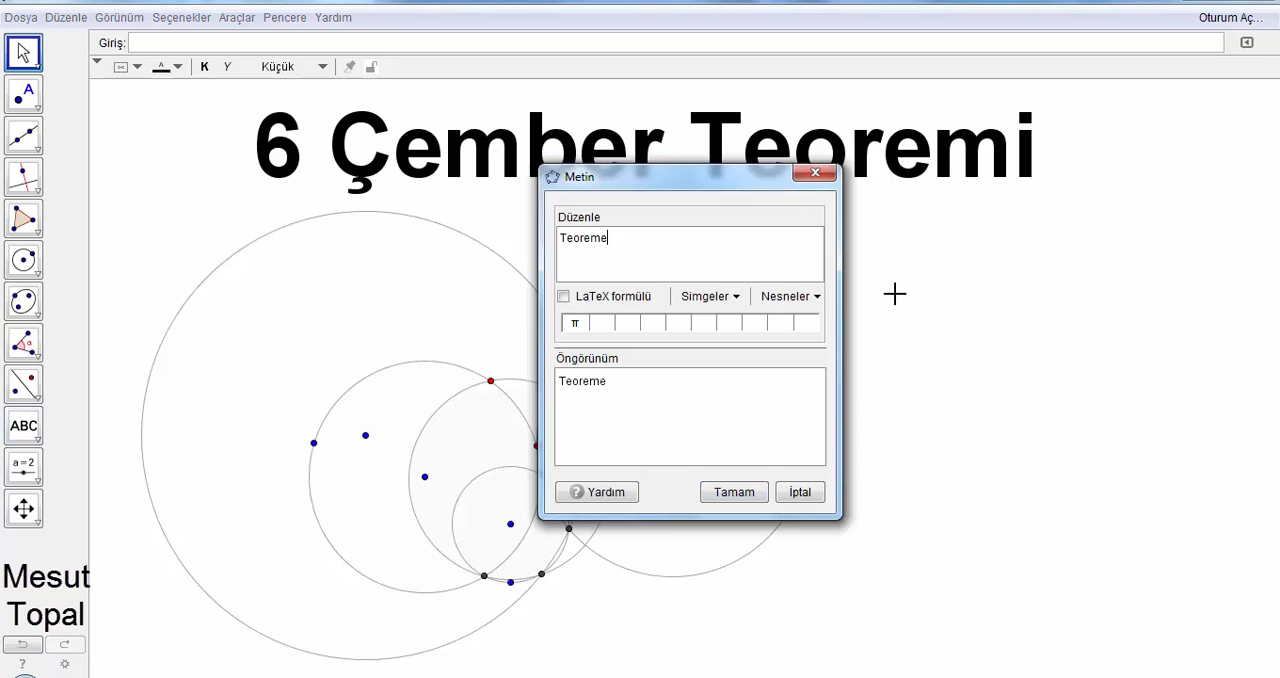 Dosya Düzenle Görünüm Seçenekler Araçlar Pencere Yardım Oturum Aç...
Giriş:
A K Y Küçük
6 Çember Teoremi
A
Metin
Düzenle
Teoreme
LaTeX formülü Simgeler Nesneler
π
α
Öngörünüm
Teoreme
ABC
a=2
? Yardım Tamam İptal
Mesut
Topal
?